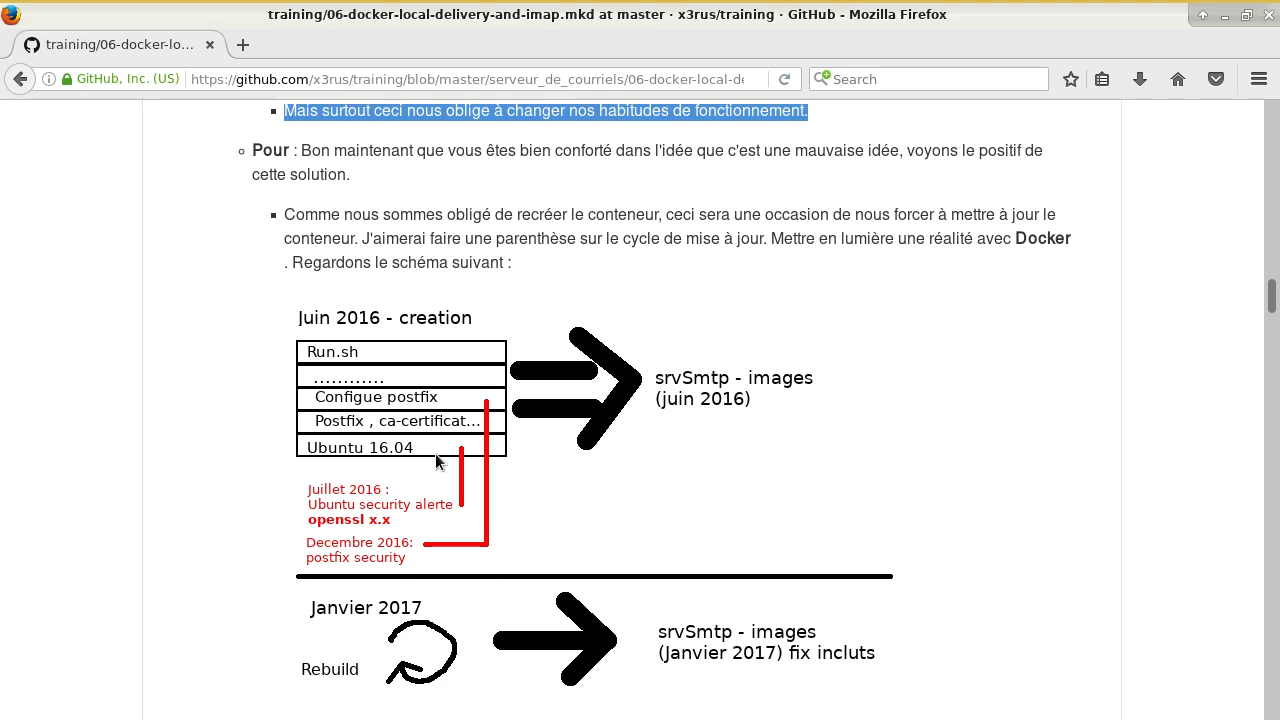 training/06-docker-local-delivery-and-imap.mkd at master · x3rus/training · GitHub - Mozilla Firefox
training/06-docker-lo...
GitHub, Inc. (US)
https://github.com/x3rus/training/blob/master/serveur_de_courriels/06-docker-local-de
Search
Mais surtout ceci nous oblige à changer nos habitudes de fonctionnement.
Pour : Bon maintenant que vous êtes bien conforté dans l'idée que c'est une mauvaise idée, voyons le positif de
cette solution.
Comme nous sommes obligé de recréer le conteneur, ceci sera une occasion de nous forcer à mettre à jour le
conteneur. J'aimerai faire une parenthèse sur le cycle de mise à jour. Mettre en lumière une réalité avec Docker
. Regardons le schéma suivant :
Juin 2016 - creation
Run.sh
............
Configue postfix
Postfix , ca-certificat...
Ubuntu 16.04
srvSmtp - images
(juin 2016)
Juillet 2016 :
Ubuntu security alerte
openssl x.x
Decembre 2016:
postfix security
Janvier 2017
Rebuild
srvSmtp - images
(Janvier 2017) fix incluts